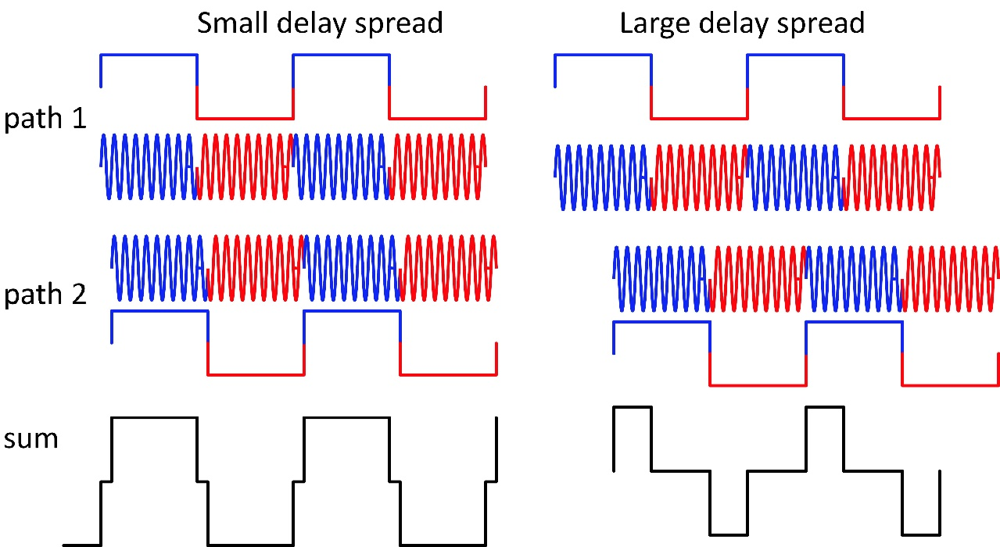 Small delay spread
Large delay spread
path 1
path 2
sum